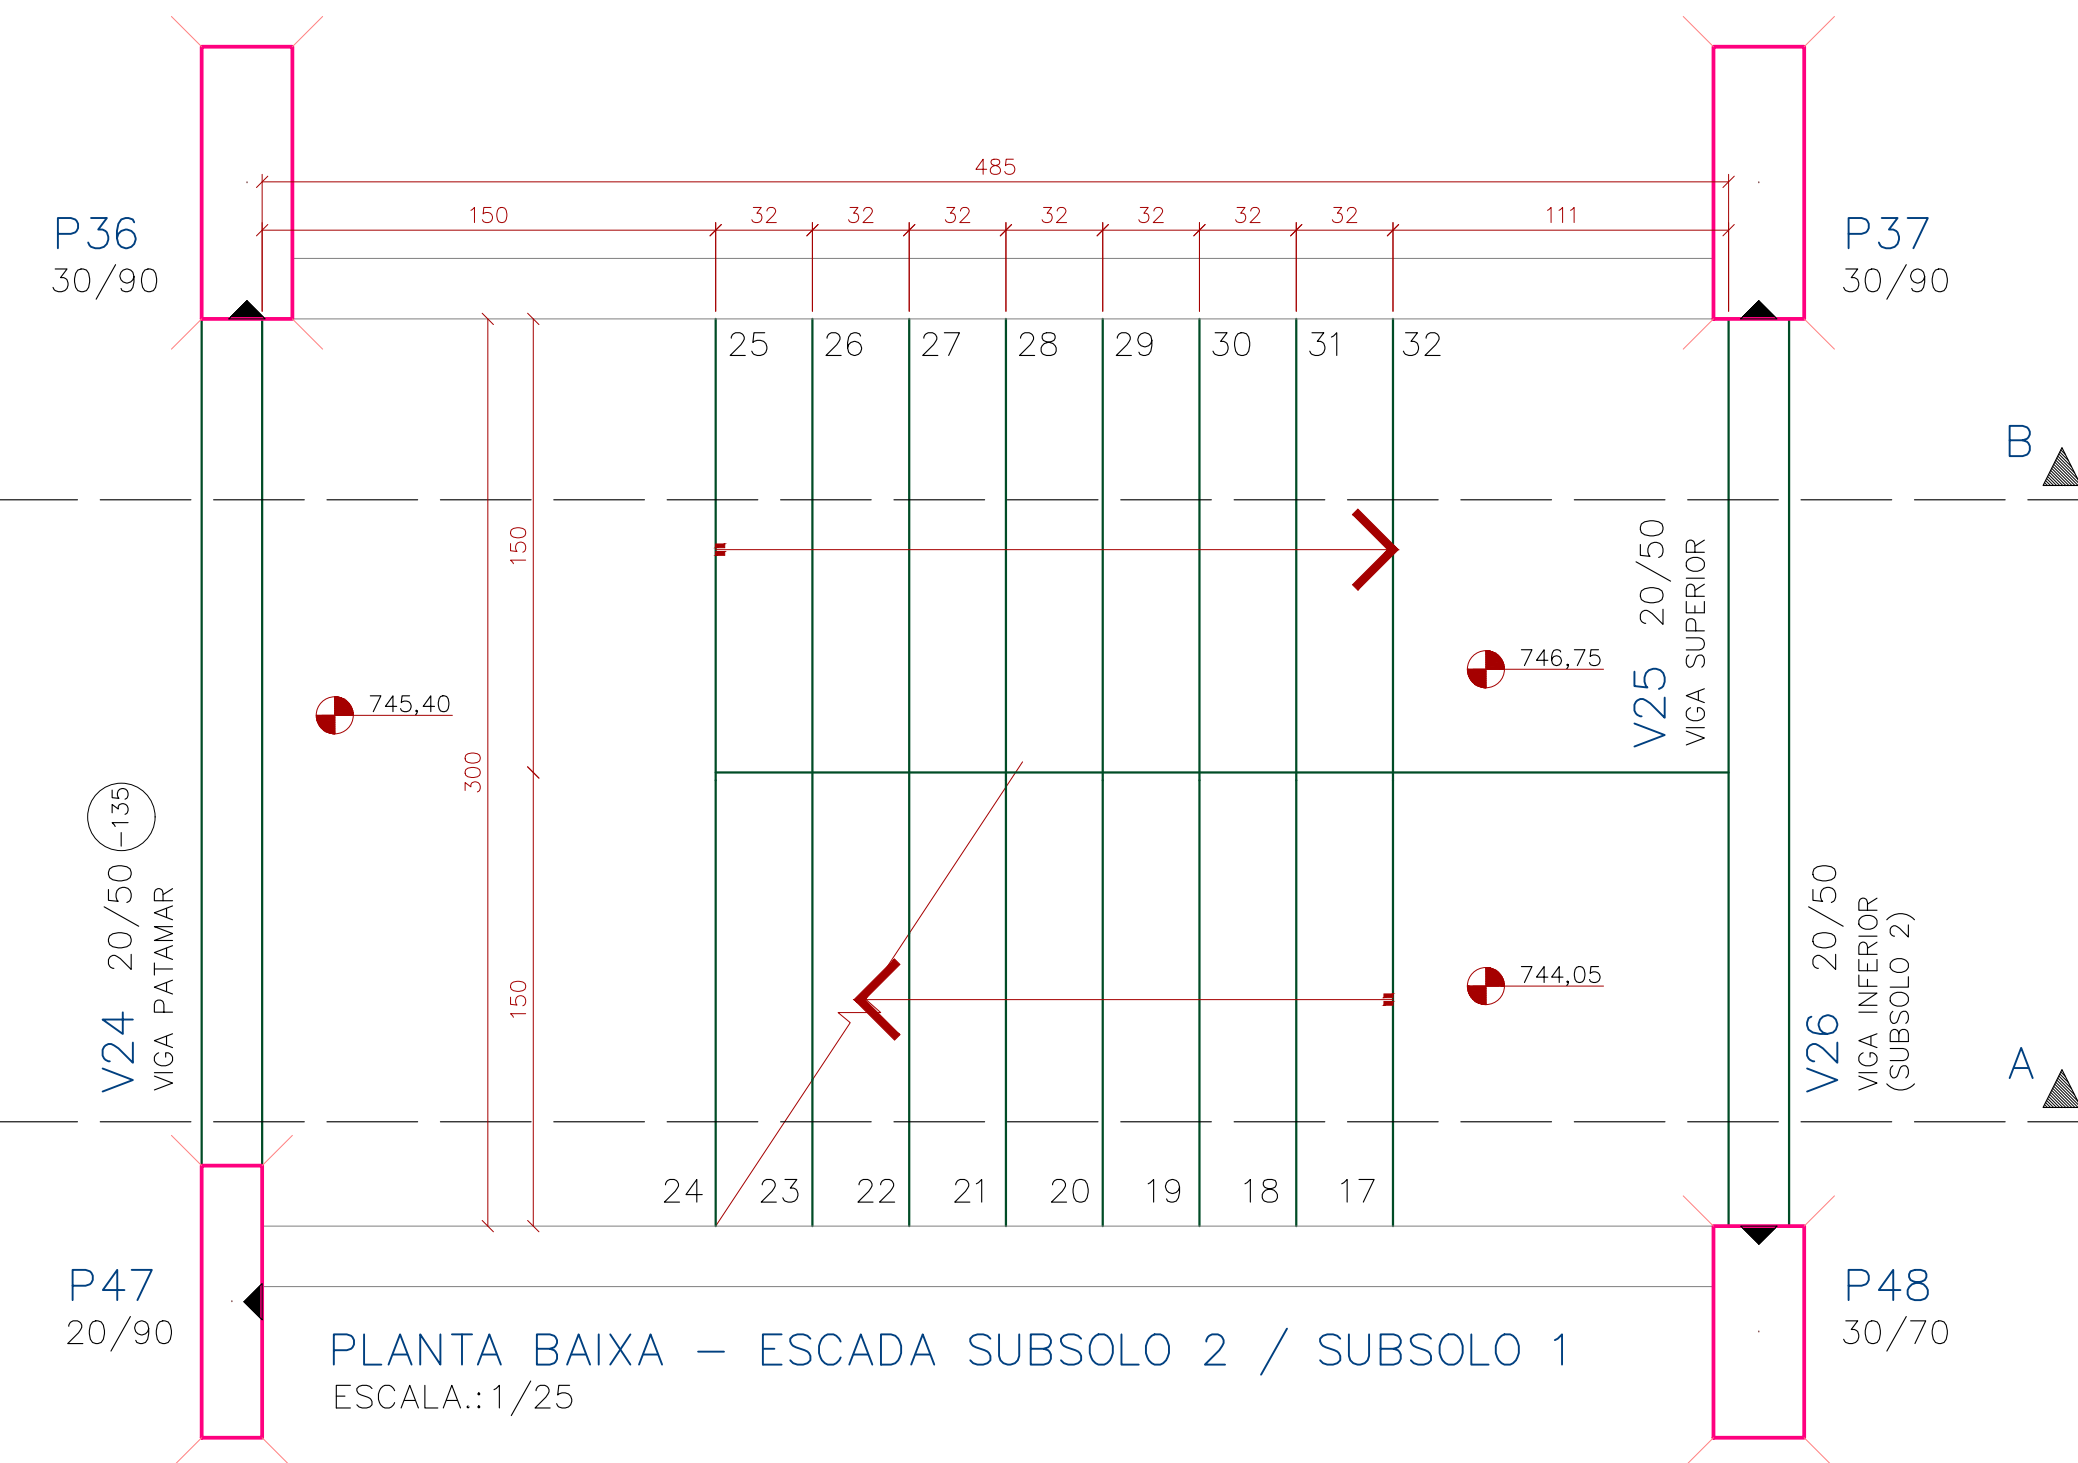 485
150 32 32 32 32 32 32 32 111
P36
30/90
P37
30/90
25 26 27 28 29 30 31 32
B
150
V25 20/50
VIGA SUPERIOR
746,75
745,40
300
-135
V24 20/50
VIGA PATAMAR
150
744,05
V26 20/50
VIGA INFERIOR
(SUBSOLO 2)
A
24 23 22 21 20 19 18 17
P47
20/90
P48
30/70
PLANTA BAIXA – ESCADA SUBSOLO 2 / SUBSOLO 1
ESCALA.:1/25